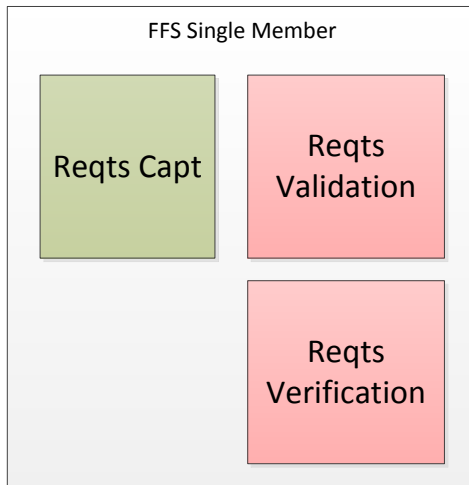 FFS Single Member
Reqts Capt
Reqts
Validation
Reqts
Verification